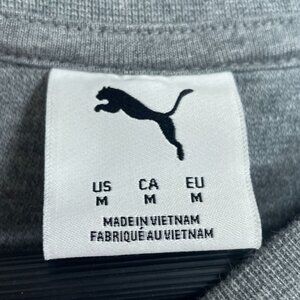 US CA EU
M M M
MADE IN VIETNAM
FABRIQUÉ AU VIETNAM